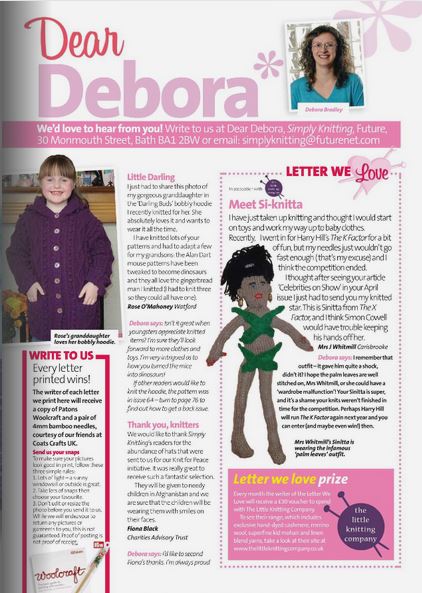 Dear
Debora
Debora Bradley
We'd love to hear from you! Write to us at Dear Debora, Simply Knitting, Future,
30 Monmouth Street, Bath BA1 2BW or email: simplyknitting@futurenet.com
Rose's granddaughter
loves her bobbly hoodie.
WRITE TO US
Every letter
printed wins!
The writer of each letter
we print here will receive
a copy of Patons
Woolcraft and a pair of
4mm bamboo needles,
courtesy of our friends at
Coats Crafts UK.
Send us your snaps
To make sure your pictures
look good in print, follow these
three simple rules:
1. Lots of light – a sunny
windowsill or outside is great.
2. Take lots of snaps then
choose your favourite.
3. Don't edit or resize the
photo before you send it to us.
While we will endeavour to
return any pictures or
garments to you, this is not
guaranteed. Proof of posting is
not proof of receipt.
Woolcraft
Little Darling
I just had to share this photo of
my gorgeous granddaughter in
the 'Darling Buds' bobbly hoodie
I recently knitted for her. She
absolutely loves it and wants to
wear it all the time.
I have knitted lots of your
patterns and had to adapt a few
for my grandsons: the Alan Dart
mouse patterns have been
tweaked to become dinosaurs
and they all love the gingerbread
man I knitted (I had to knit three
so they could all have one).
Rose O'Mahoney Watford
Debora says: Isn't it great when
youngsters appreciate knitted
items? I'm sure they'll look
forward to more clothes and
toys. I'm very intrigued as to
how you turned the mice
into dinosaurs!
If other readers would like to
knit the hoodie, the pattern was
in issue 64 – turn to page 76 to
find out how to get a back issue.
Thank you, knitters
We would like to thank Simply
Knitting's readers for the
abundance of hats that were
sent to us for our Knit for Peace
initiative. It was really great to
receive such a fantastic selection.
They will be given to needy
children in Afghanistan and we
are sure that the children will be
wearing them with smiles on
their faces.
Fiona Black
Charities Advisory Trust
Debora says: I'd like to second
Fiona's thanks. I'm always proud
LETTER WE Love
In association with
Meet Si-knitta
I have just taken up knitting and thought I would start
on toys and work my way up to baby clothes.
Recently, I went in for Harry Hill's The K Factor for a bit
of fun, but my needles just wouldn't go
fast enough (that's my excuse) and I
think the competition ended.
I thought after seeing your article
'Celebrities on Show' in your April
issue I just had to send you my knitted
star. This is Sinitta from The X
Factor, and I think Simon Cowell
would have trouble keeping
his hands off her.
Mrs J Whitmill Carisbrooke
Debora says: I remember that
outfit – it gave him quite a shock,
didn't it! I hope the palm leaves are well
stitched on, Mrs Whitmill, or she could have a
wardrobe malfunction! Your Sinitta is super,
and it's a shame your knits weren't finished in
time for the competition. Perhaps Harry Hill
will run The K Factor again next year and you
can enter (and maybe even win!) then.
Mrs Whitmill's Sinitta is
wearing the infamous
'palm leaves' outfit.
Letter we love prize
Every month the writer of the Letter We
Love will receive a £30 voucher to spend
with The Little Knitting Company.
To see their range, which includes
exclusive hand-dyed cashmere, merino
wool, superfine kid mohair and linen
blend yarns, take a look at their site at
www.thelittleknittingcompany.co.uk
the
little
knitting
company